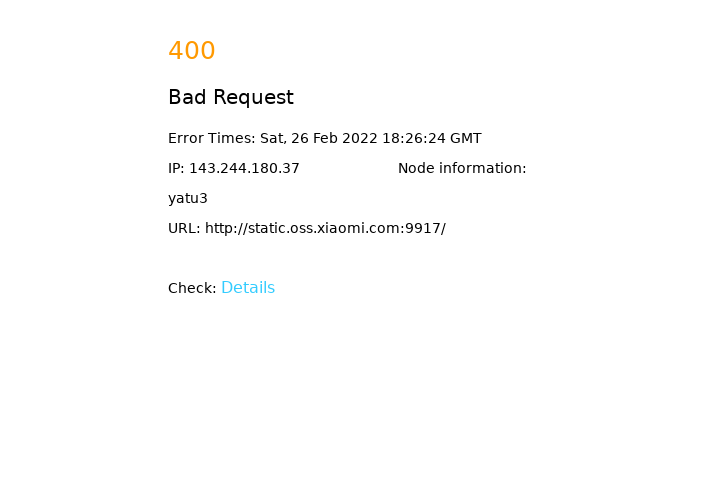 400
Bad Request
Error Times: Sat, 26 Feb 2022 18:26:24 GMT
IP: 143.244.180.37 Node information:
yatu3
URL: http://static.oss.xiaomi.com:9917/
Check: Details